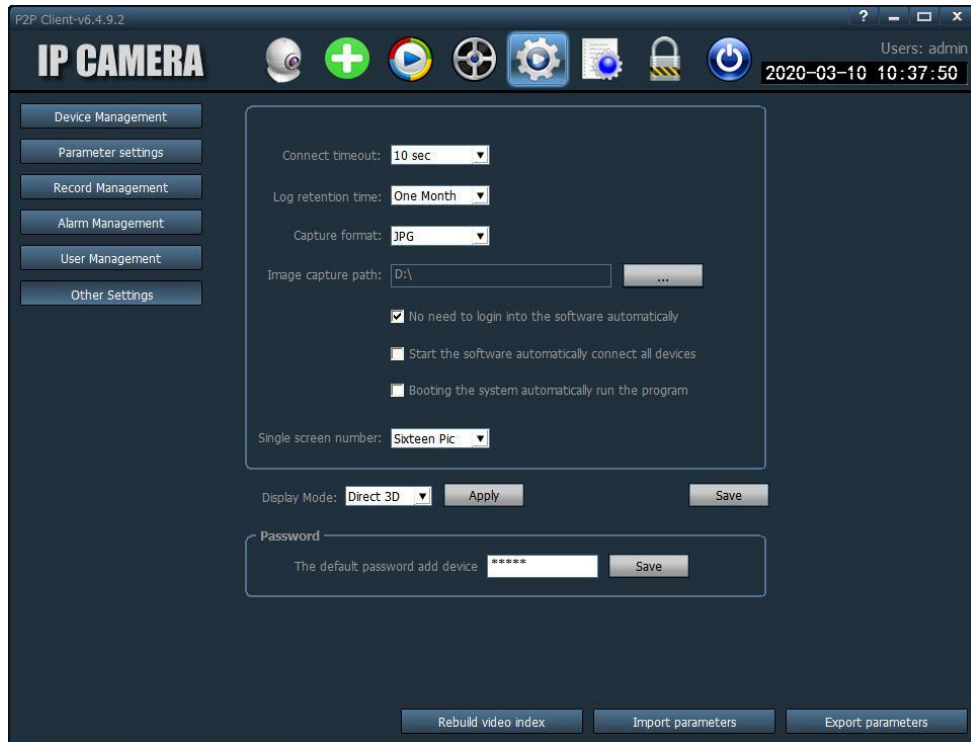 P2P Client-v6.4.9.2
?
IP CAMERA
Users: admin
2020-03-10 10:37:50
Device Management
Parameter settings
Record Management
Alarm Management
User Management
Other Settings
Connect timeout: 10 sec
Log retention time: One Month
Capture format: JPG
Image capture path: D:\ ...
No need to login into the software automatically
Start the software automatically connect all devices
Booting the system automatically run the program
Single screen number: Sixteen Pic
Display Mode: Direct 3D Apply Save
Password
The default password add device ***** Save
Rebuild video index Import parameters Export parameters